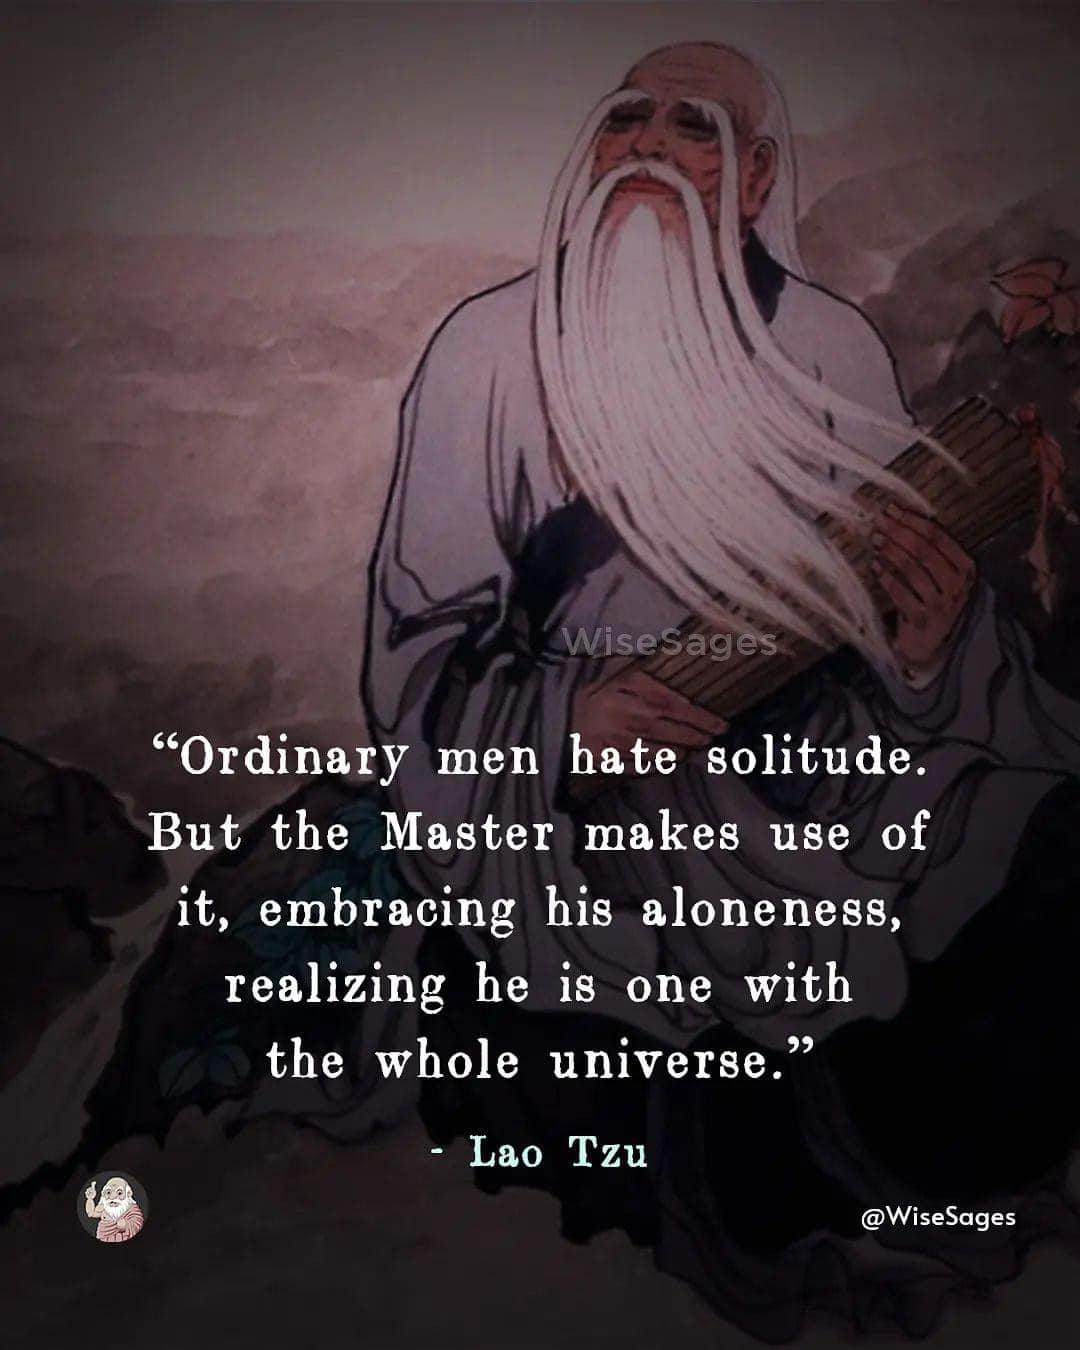 WiseSages
“Ordinary men hate solitude.
But the Master makes use of
it, embracing his aloneness,
realizing he is one with
the whole universe.”
- Lao Tzu
@WiseSages